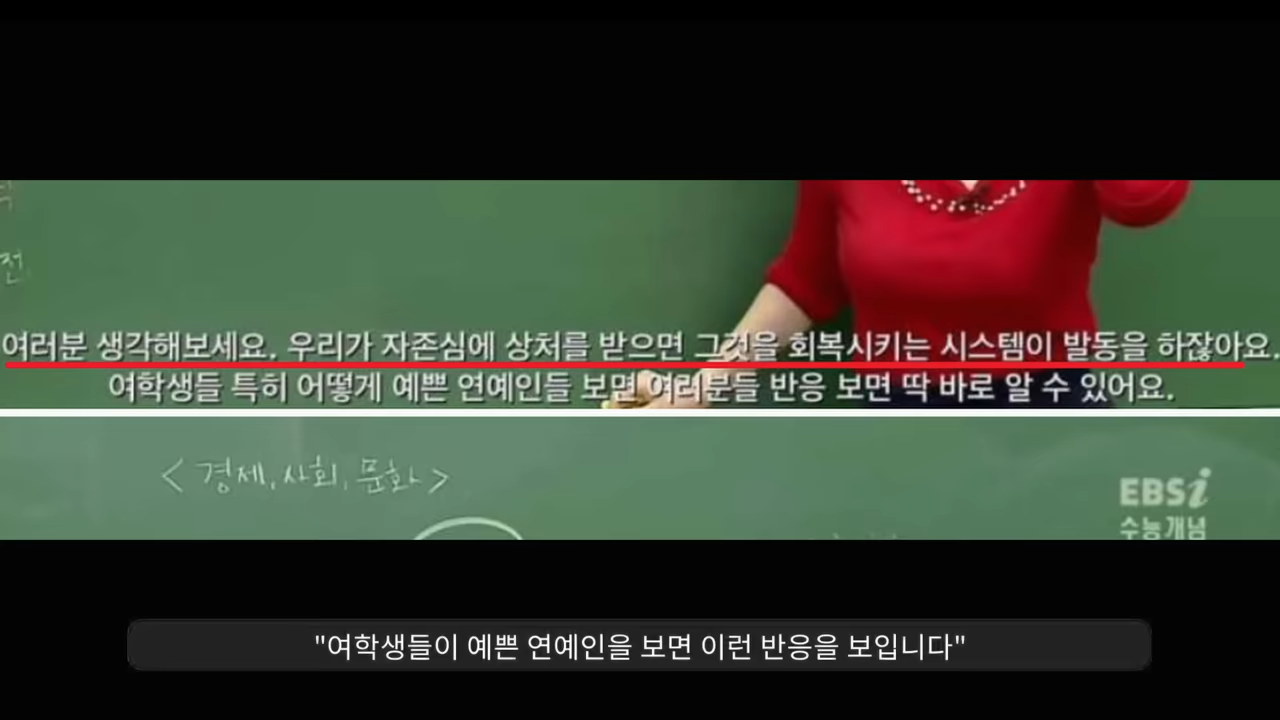 전
여러분 생각해보세요. 우리가 자존심에 상처를 받으면 그것을 회복시키는 시스템이 발동을 하잖아요.
여학생들 특히 어떻게 예쁜 연예인들 보면 여러분들 반응 보면 딱 바로 알 수 있어요.
<경제,사회,문화>
EBSi
수능개념
"여학생들이 예쁜 연예인을 보면 이런 반응을 보입니다"